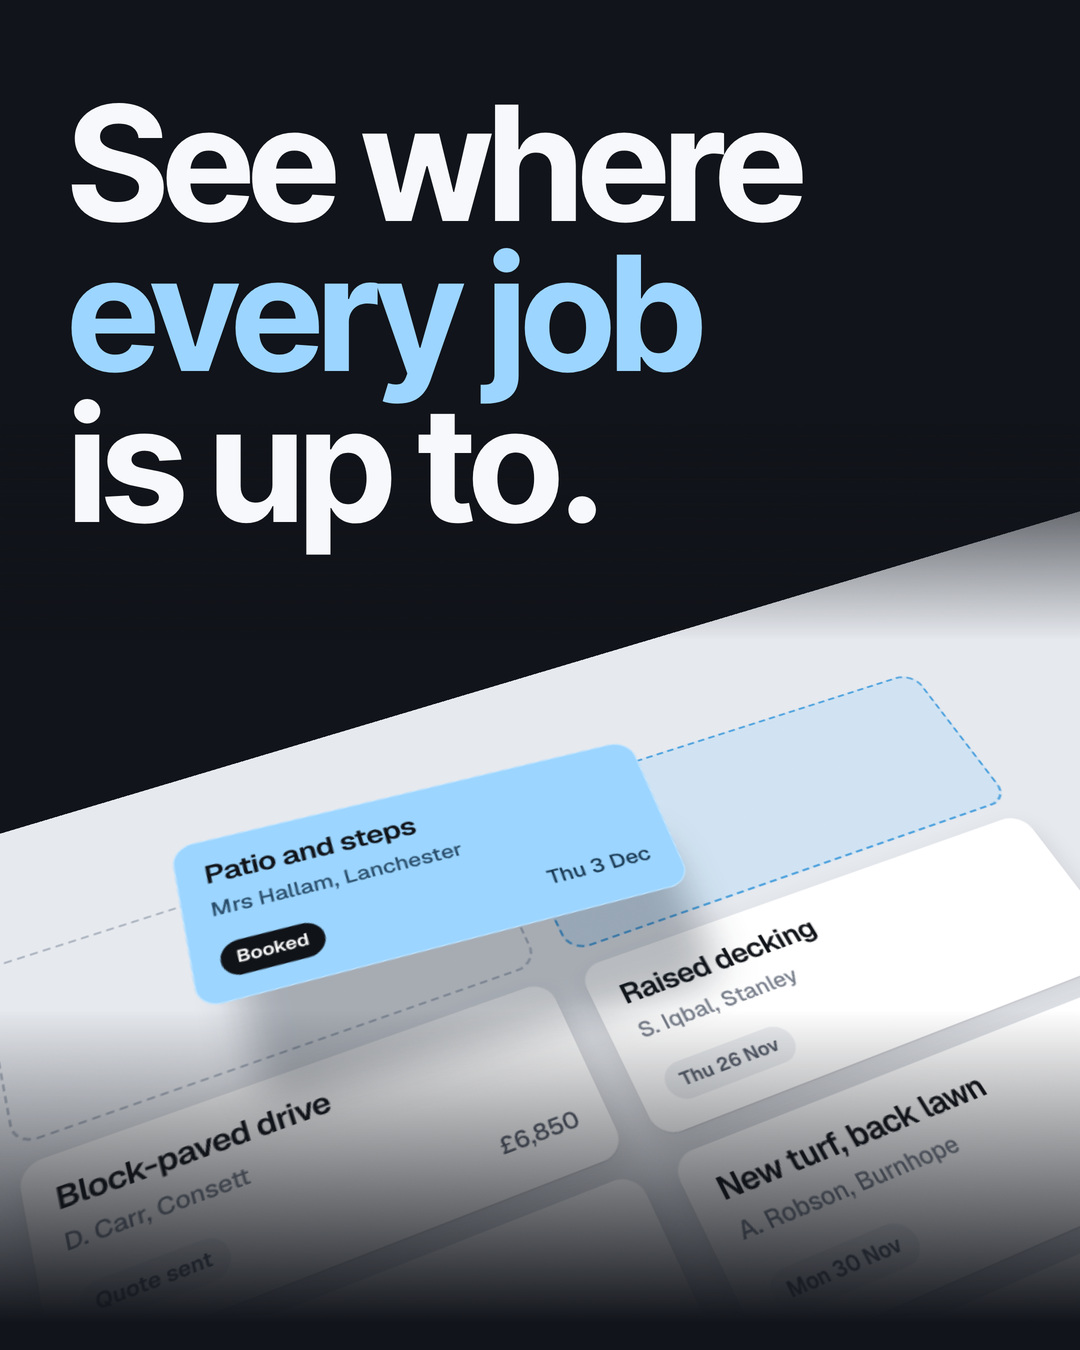 See where
every job
is up to.
Patio and steps
Mrs Hallam, Lanchester
Thu 3 Dec
Booked
Raised decking
S. Iqbal, Stanley
Thu 26 Nov
Block-paved drive
D. Carr, Consett
£6,850
Quote sent
New turf, back lawn
A. Robson, Burnhope
Mon 30 Nov